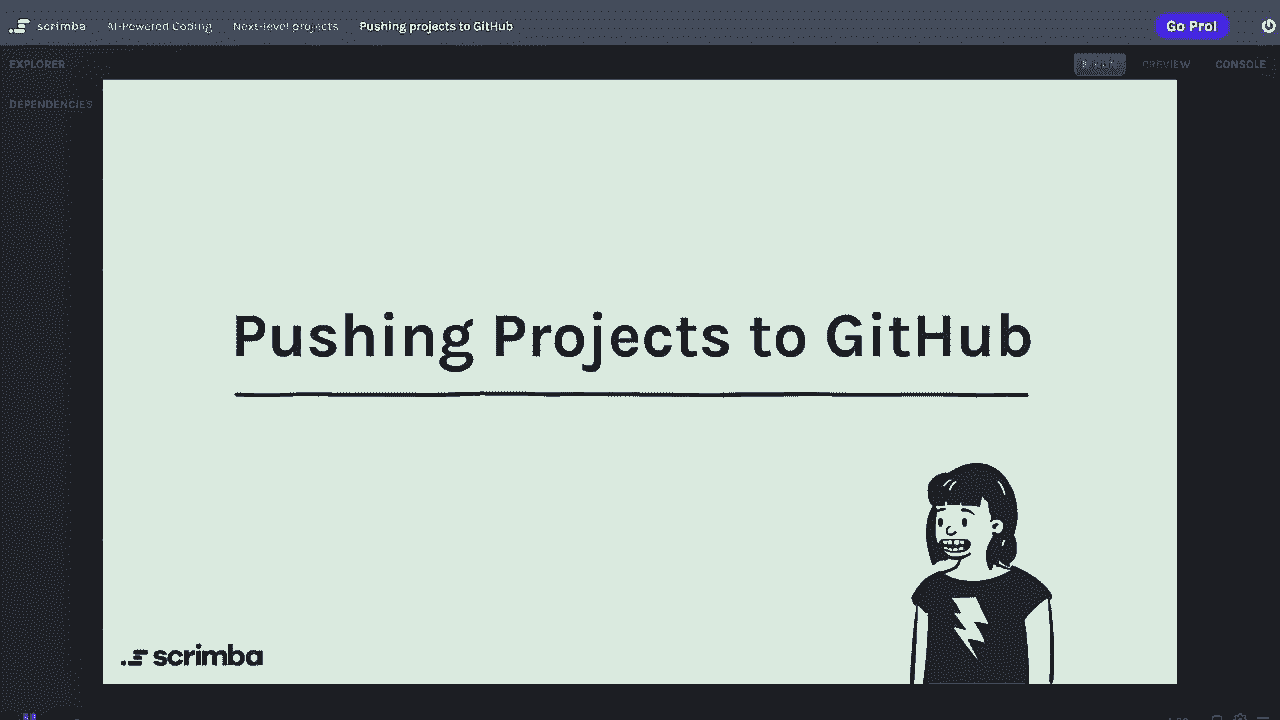 scrimba AI-Powered Coding Next-level projects Pushing projects to GitHub Go Pro!
EXPLORER PREVIEW CONSOLE
DEPENDENCIES
Pushing Projects to GitHub
scrimba